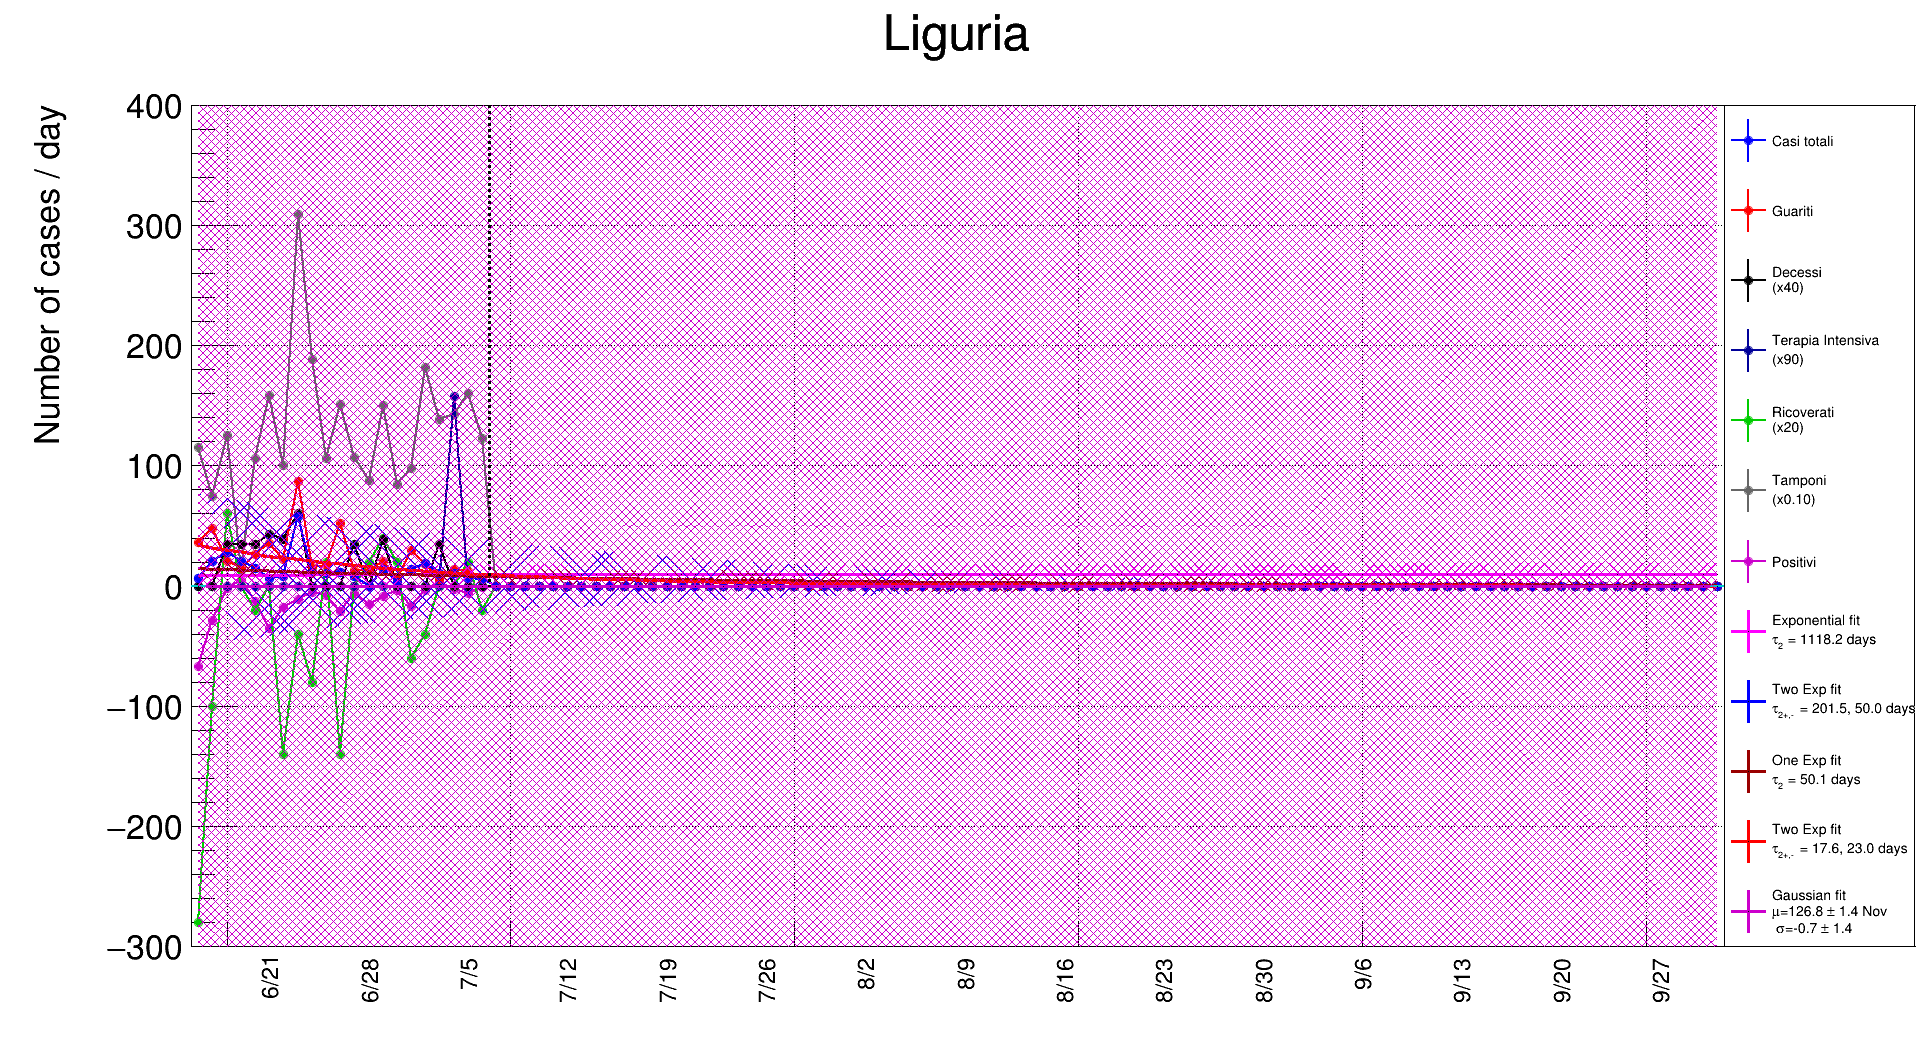 Liguria
Number of cases / day
400
300
200
100
0
−100
−200
−300
6/21
6/28
7/5
7/12
7/19
7/26
8/2
8/9
8/16
8/23
8/30
9/6
9/13
9/20
9/27
Casi totali
Guariti
Decessi
(x40)
Terapia Intensiva
(x90)
Ricoverati
(x20)
Tamponi
(x0.10)
Positivi
Exponential fit
τ2 = 1118.2 days
Two Exp fit
τ2+,- = 201.5, 50.0 days
One Exp fit
τ2 = 50.1 days
Two Exp fit
τ2+,- = 17.6, 23.0 days
Gaussian fit
μ=126.8 ± 1.4 Nov
σ=-0.7 ± 1.4